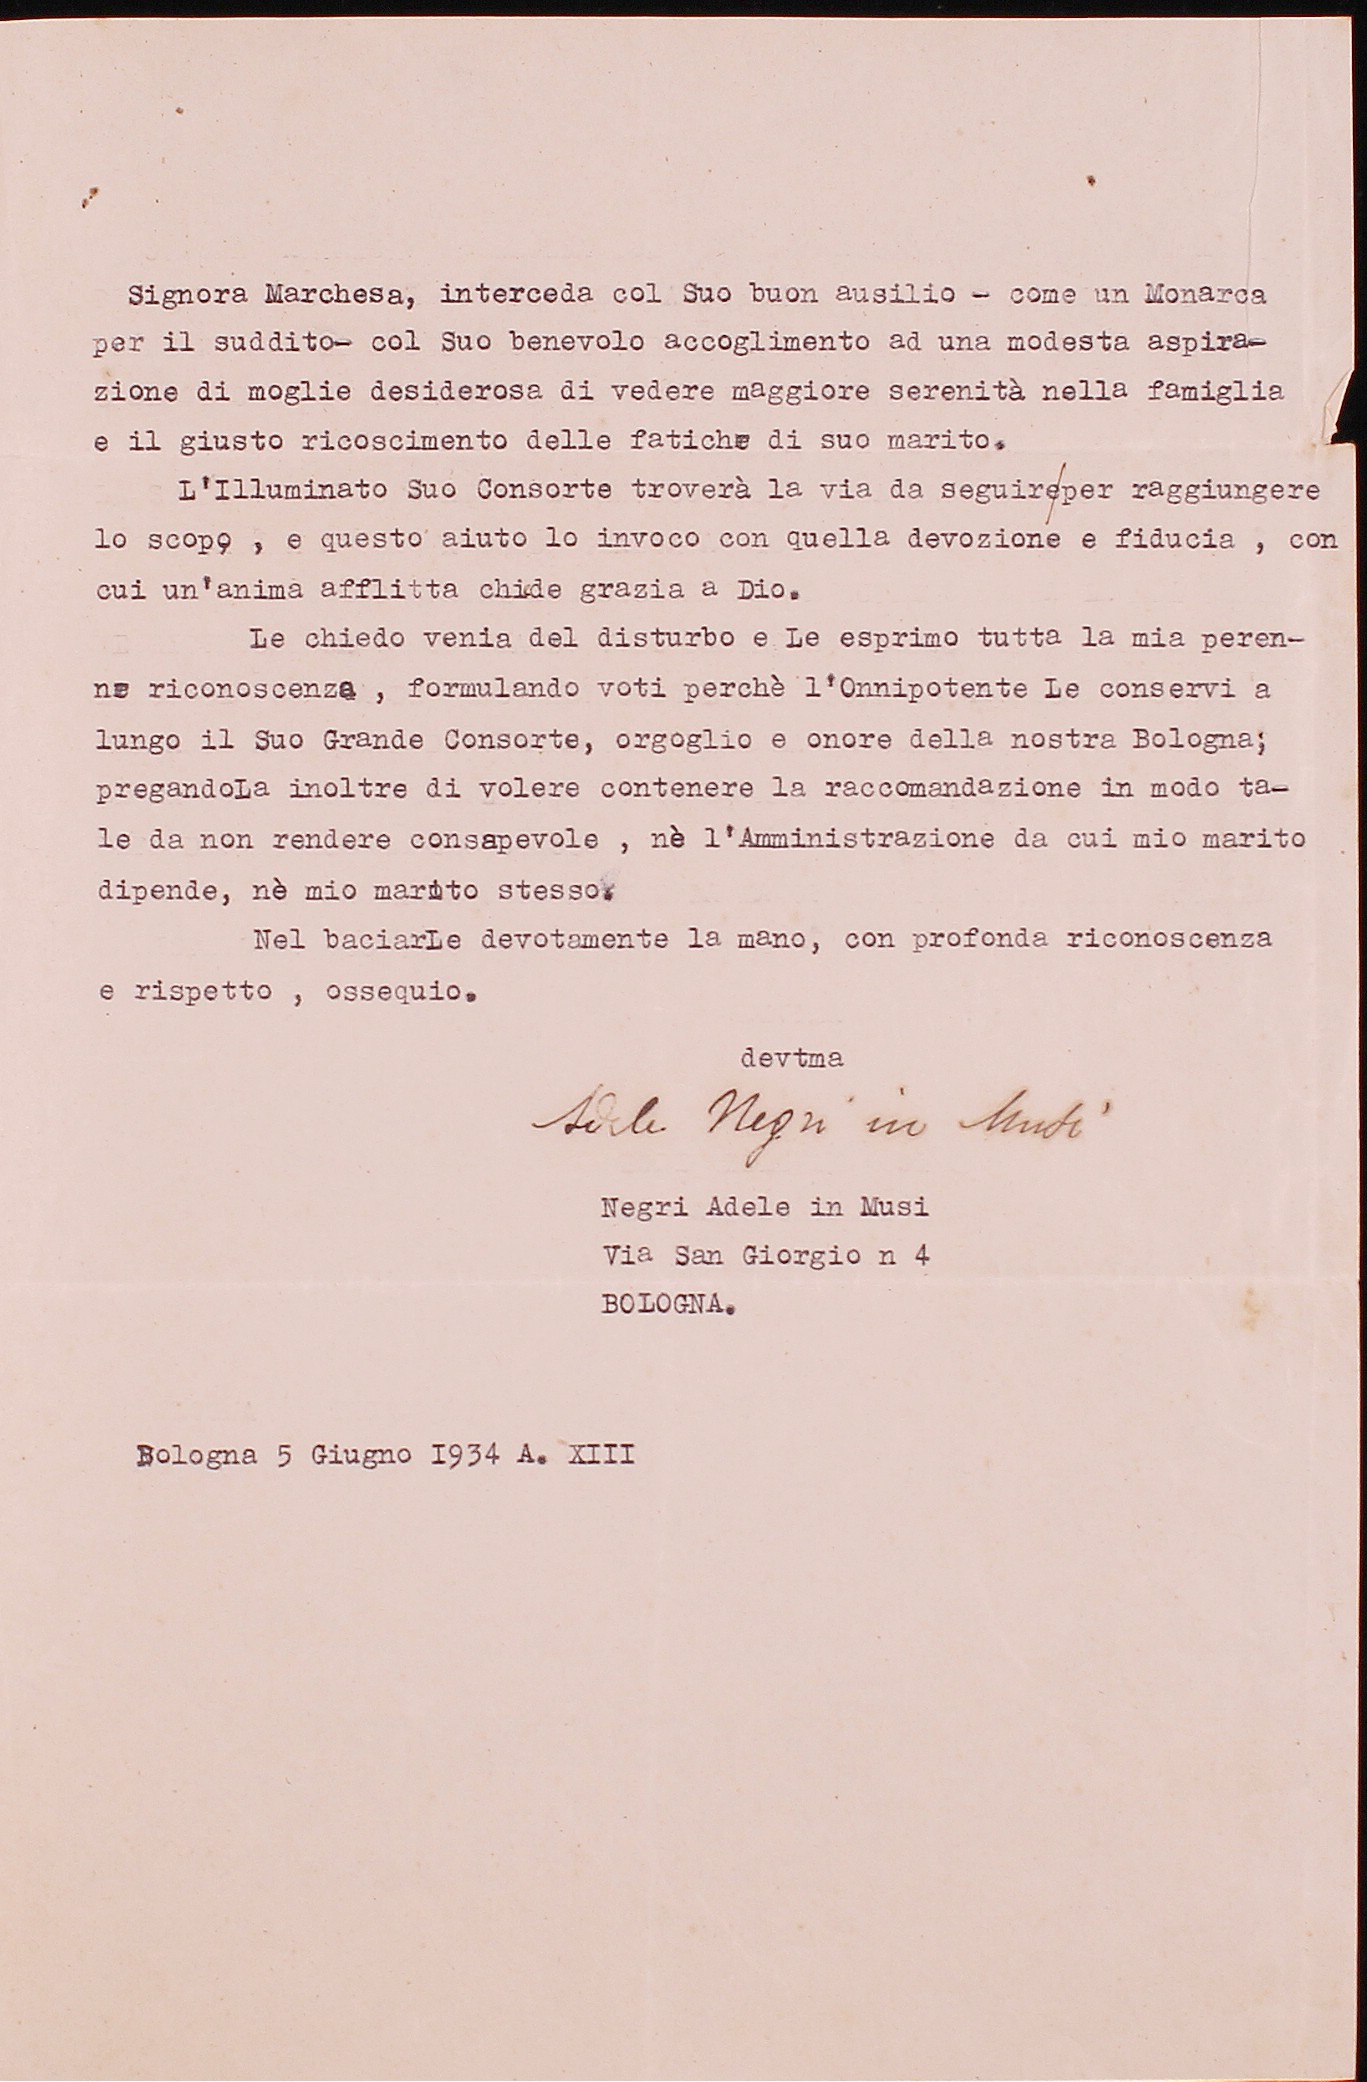 Signora Marchesa, interceda col Suo buon ausilio - come un Monarca
per il suddito- col Suo benevolo accoglimento ad una modesta aspira-
zione di moglie desiderosa di vedere maggiore serenità nella famiglia
e il giusto ricoscimento delle fatiche di suo marito.
L'Illuminato Suo Consorte troverà la via da seguire/per raggiungere
lo scopo , e questo aiuto lo invoco con quella devozione e fiducia , con
cui un'anima afflitta chide grazia a Dio.
Le chiedo venia del disturbo e Le esprimo tutta la mia peren-
ne riconoscenza , formulando voti perchè l'Onnipotente Le conservi a
lungo il Suo Grande Consorte, orgoglio e onore della nostra Bologna;
pregandoLa inoltre di volere contenere la raccomandazione in modo ta-
le da non rendere consapevole , nè l'Amministrazione da cui mio marito
dipende, nè mio marito stesso.
Nel baciarLe devotamente la mano, con profonda riconoscenza
e rispetto , ossequio.
devtma
Adele Negri in Musi
Negri Adele in Musi
Via San Giorgio n 4
BOLOGNA.
Bologna 5 Giugno I934 A. XIII